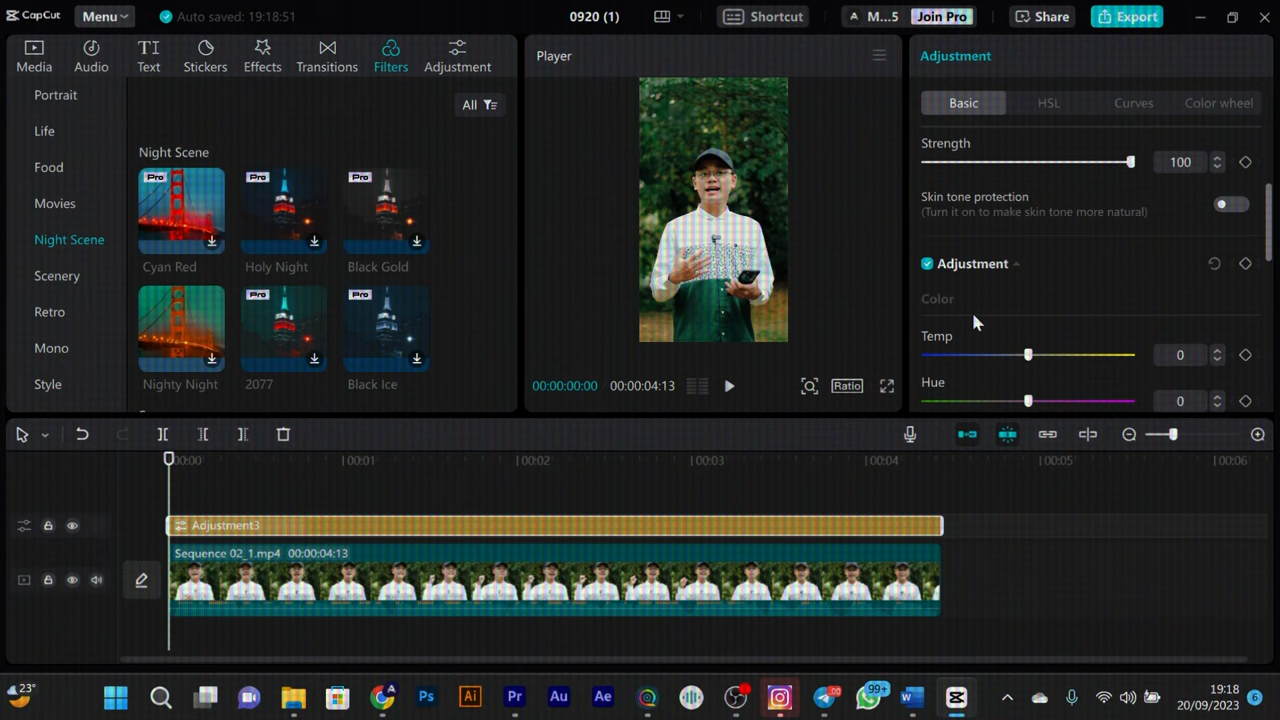 CapCut
Menu
Auto saved: 19:18:51
0920 (1)
Shortcut
M...5
Join Pro
Share
Export
Media
Audio
TI
Text
Stickers
Effects
Transitions
Filters
Adjustment
Portrait
Life
Food
Movies
Night Scene
Scenery
Retro
Mono
Style
All
Night Scene
Pro
Pro
Pro
Cyan Red
Holy Night
Black Gold
Pro
Pro
Nighty Night
2077
Black Ice
Player
00:00:00:00
00:00:04:13
Ratio
Adjustment
Basic
HSL
Curves
Color wheel
Strength
100
Skin tone protection
(Turn it on to make skin tone more natural)
Adjustment
Color
Temp
0
Hue
0
00:00
00:01
00:02
00:03
00:04
00:05
00:06
Adjustment3
Sequence 02_1.mp4 00:00:04:13
23°
A
Ps
Ai
Pr
Au
Ae
.00
99+
W
19:18
20/09/2023
6